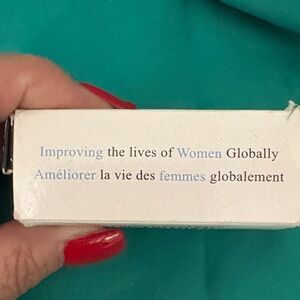 Improving the lives of Women Globally
Améliorer la vie des femmes globalement